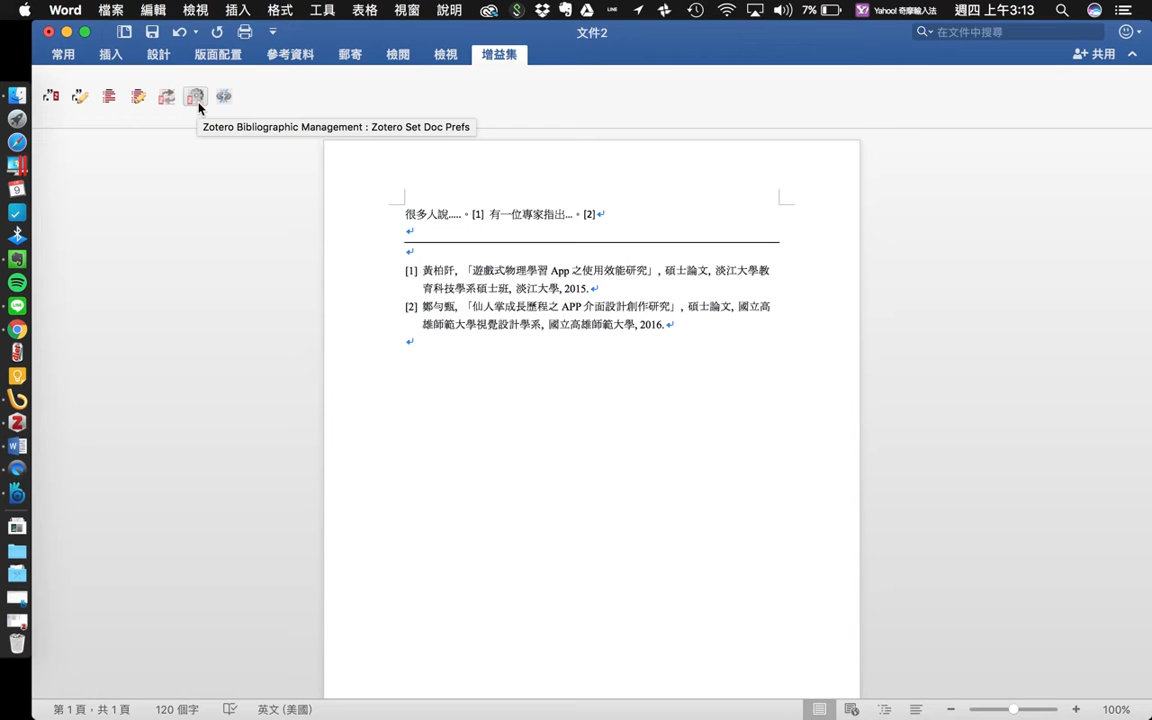 Word 檔案 編輯 檢視 插入 格式 工具 表格 視窗 說明 LINE 7% Yahoo! 奇摩輸入法 週四 上午3:13
文件2
在文件中搜尋
常用 插入 設計 版面配置 參考資料 郵寄 檢閱 檢視 增益集 共用
Zotero Bibliographic Management : Zotero Set Doc Prefs
很多人說.....。[1] 有一位專家指出...。[2]
[1] 黃柏阡, 「遊戲式物理學習 App 之使用效能研究」, 碩士論文, 淡江大學教
育科技學系碩士班, 淡江大學, 2015.
[2] 鄭勻甄, 「仙人掌成長歷程之 APP 介面設計創作研究」, 碩士論文, 國立高
雄師範大學視覺設計學系, 國立高雄師範大學, 2016.
第 1 頁，共 1 頁 120 個字 英文 (美國) 100%